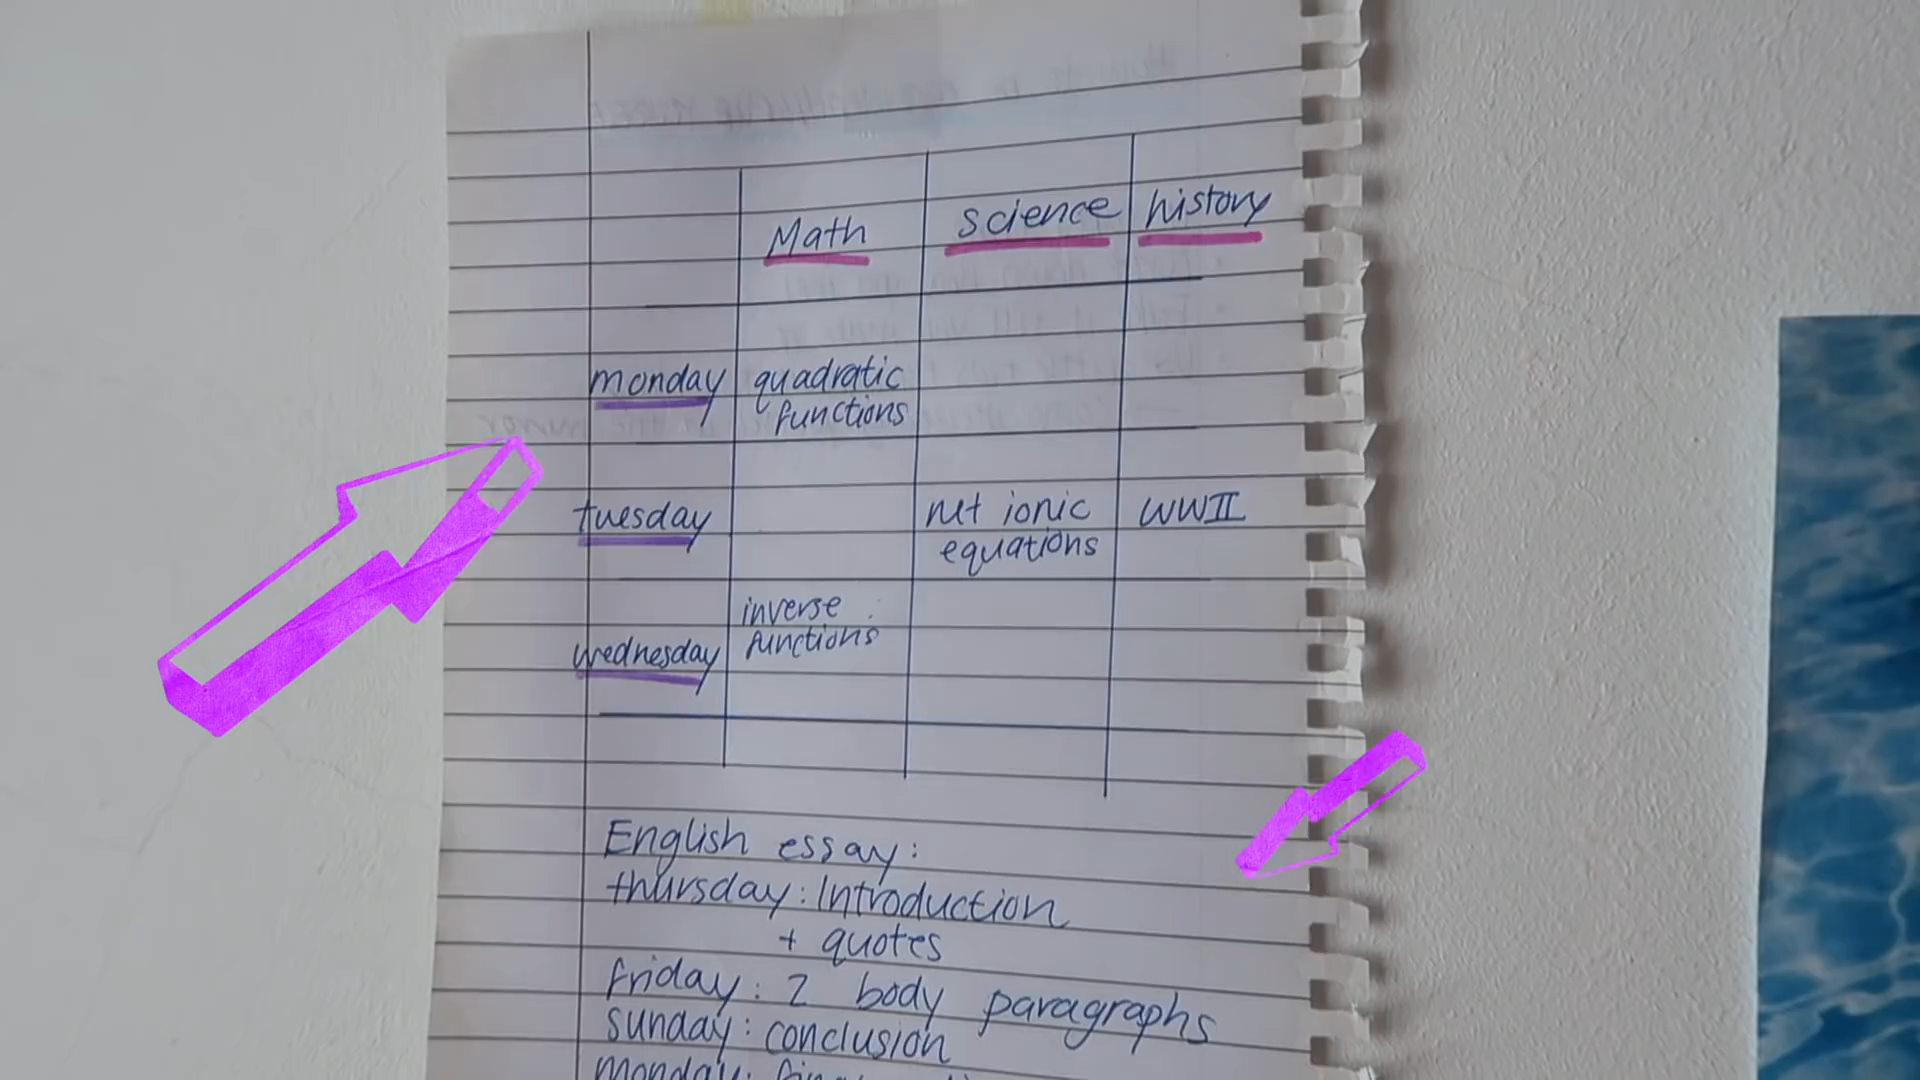 Math science history
monday quadratic
functions
tuesday net ionic WWII
equations
inverse
functions
wednesday
English essay:
thursday: Introduction
+ quotes
friday: 2 body paragraphs
sunday: conclusion
monday: